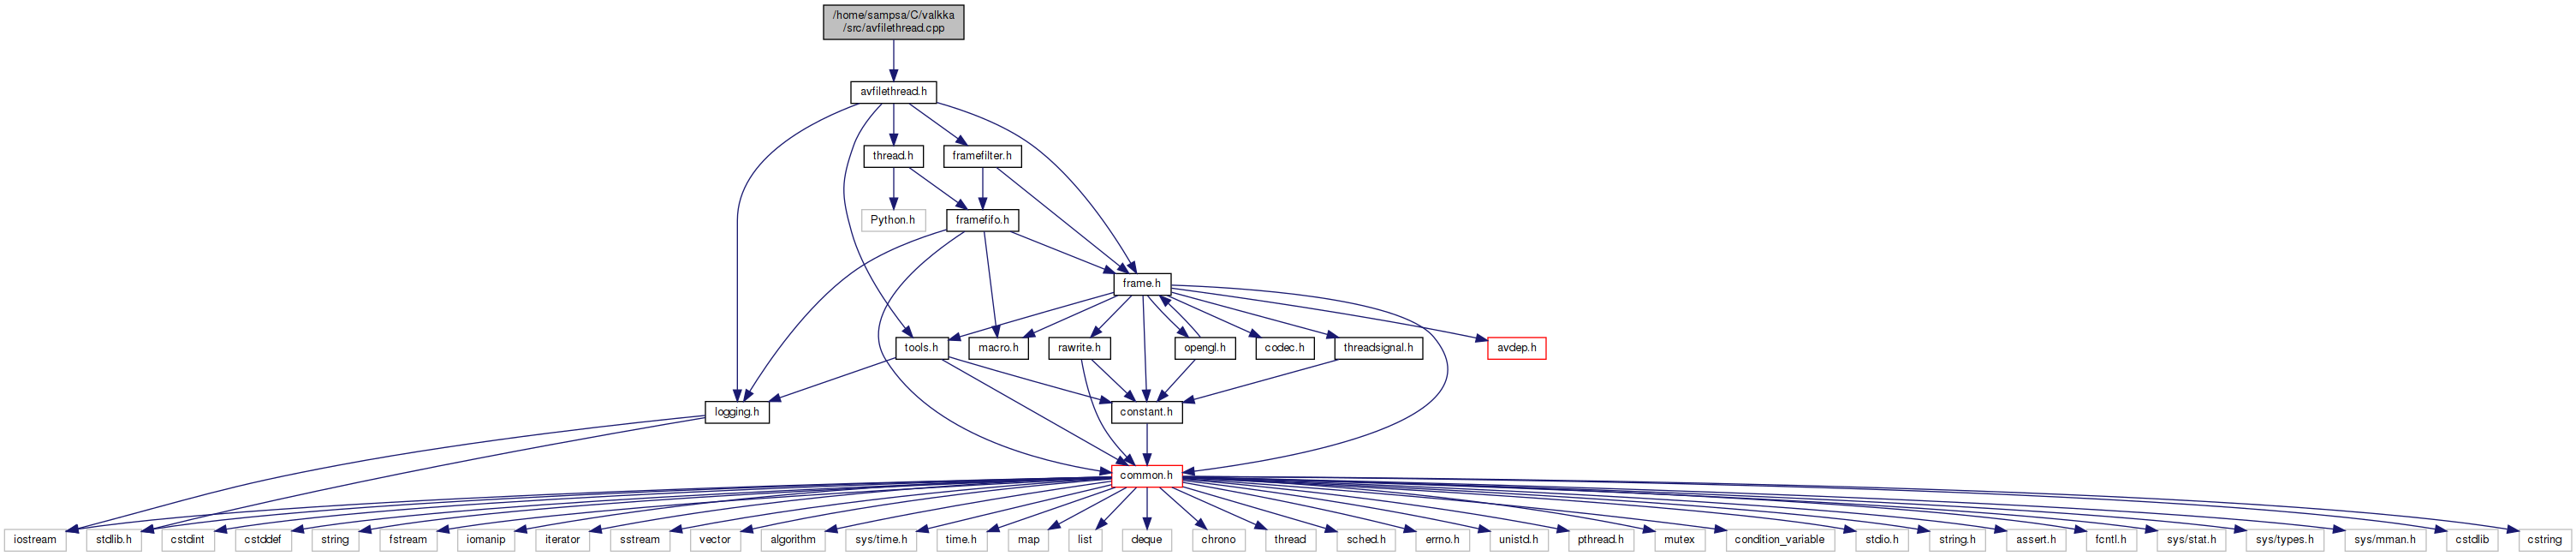 /home/sampsa/C/valkka
/src/avfilethread.cpp
avfilethread.h
thread.h
framefilter.h
Python.h
framefifo.h
frame.h
tools.h
macro.h
rawrite.h
opengl.h
codec.h
threadsignal.h
avdep.h
logging.h
constant.h
common.h
iostream
stdlib.h
cstdint
cstddef
string
fstream
iomanip
iterator
sstream
vector
algorithm
sys/time.h
time.h
map
list
deque
chrono
thread
sched.h
errno.h
unistd.h
pthread.h
mutex
condition_variable
stdio.h
string.h
assert.h
fcntl.h
sys/stat.h
sys/types.h
sys/mman.h
cstdlib
cstring